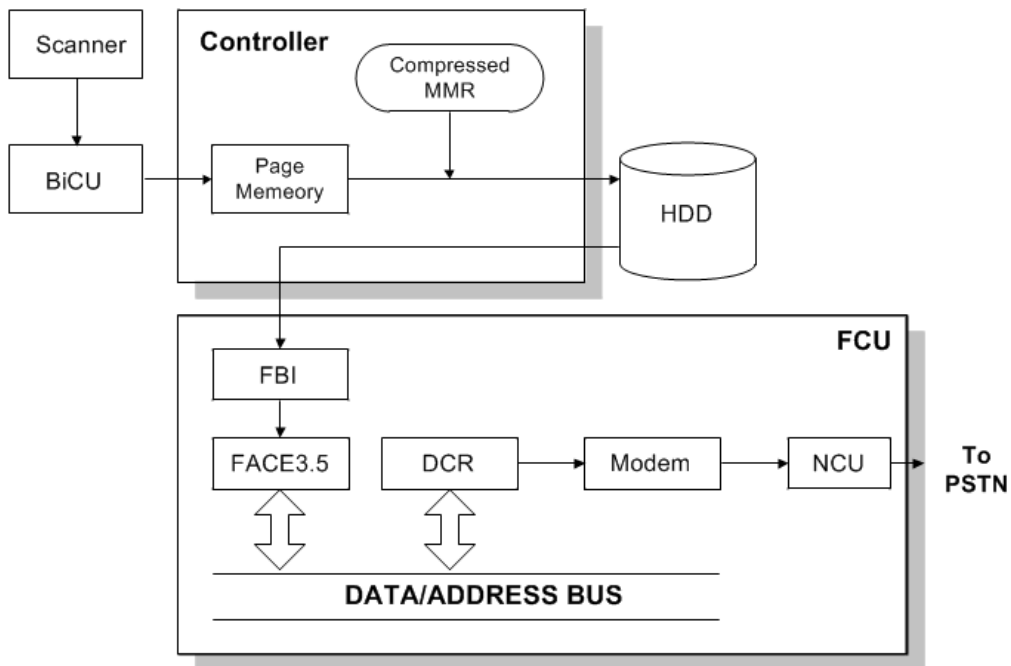 Scanner
Controller
Compressed
MMR
BiCU
Page
Memeory
HDD
FCU
FBI
FACE3.5
DCR
Modem
NCU
To
PSTN
DATA/ADDRESS BUS